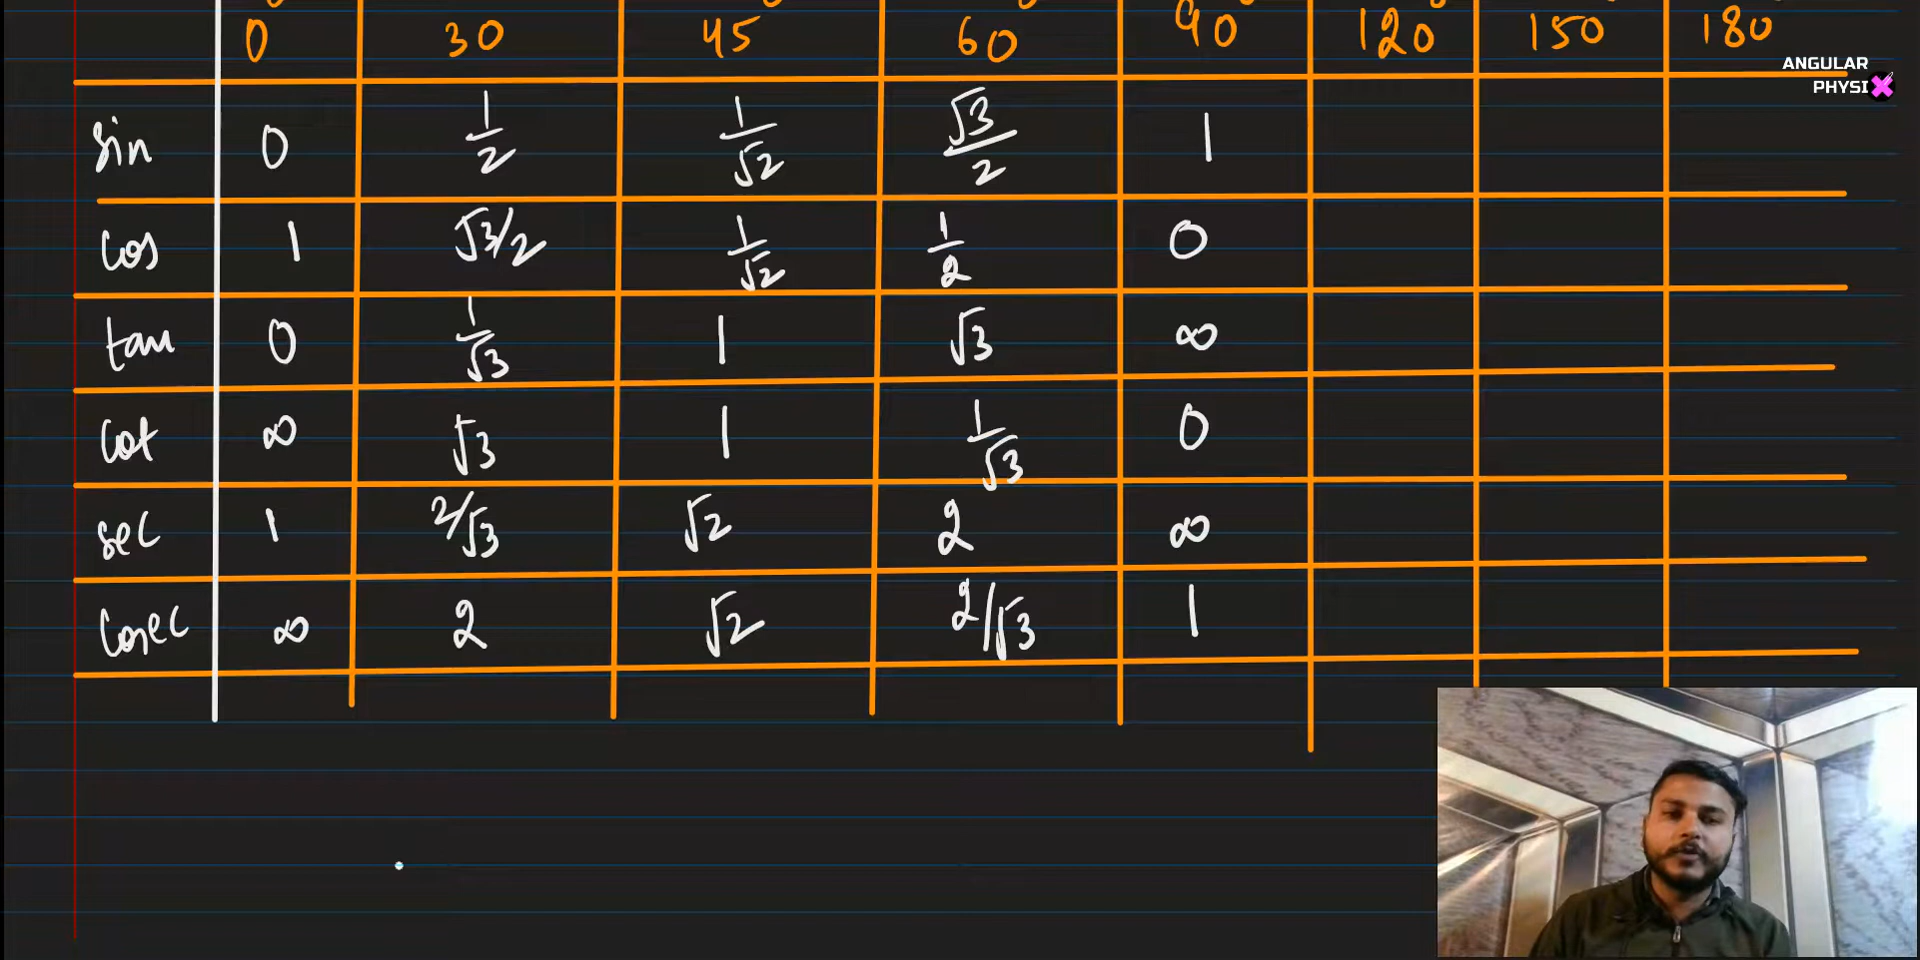 0 30 45 60 90 120 150 180
ANGULAR
PHYSI
sin 0 1/2 1/√2 √3/2 1
cos 1 √3/2 1/√2 1/2 0
tan 0 1/√3 1 √3 ∞
cot ∞ √3 1 1/√3 0
sec 1 2/√3 √2 2 ∞
cosec ∞ 2 √2 2/√3 1